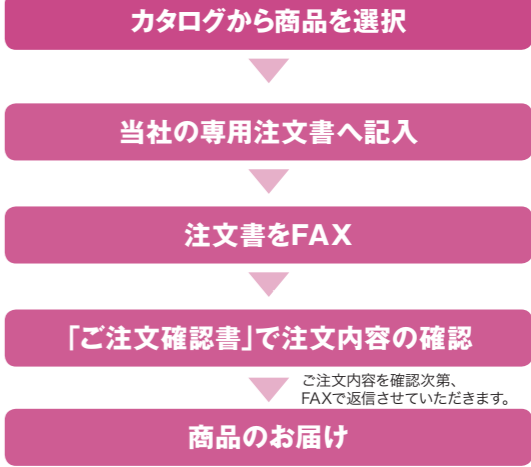 カタログから商品を選択
当社の専用注文書へ記入
注文書をFAX
「ご注文確認書」で注文内容の確認
ご注文内容を確認次第、
FAXで返信させていただきます。
商品のお届け